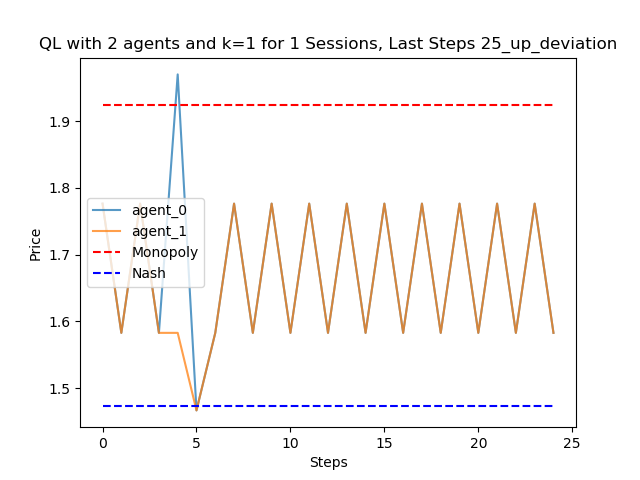 QL with 2 agents and k=1 for 1 Sessions, Last Steps 25_up_deviation
Price
1.9
1.8
1.7
1.6
1.5
agent_0
agent_1
Monopoly
Nash
0
5
10
15
20
25
Steps